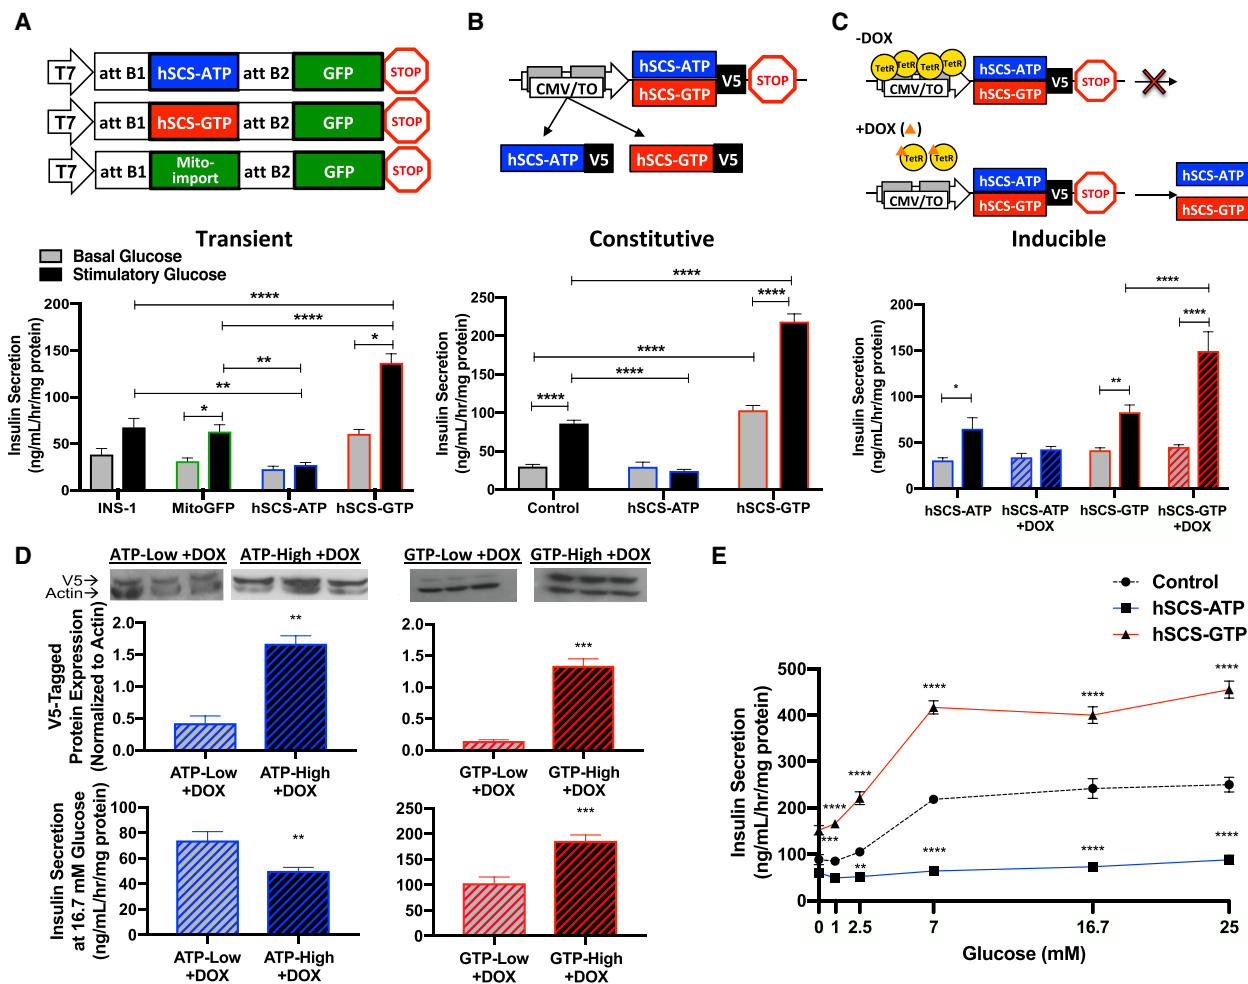 A
T7 att B1 hSCS-ATP att B2 GFP STOP
T7 att B1 hSCS-GTP att B2 GFP STOP
T7 att B1 Mito-import att B2 GFP STOP
Transient
Basal Glucose
Stimulatory Glucose
Insulin Secretion
(ng/mL/hr/mg protein)
200
150
100
50
0
****
****
**
**
*
*
INS-1 MitoGFP hSCS-ATP hSCS-GTP
B
CMV/TO
hSCS-ATP
hSCS-GTP
V5
STOP
hSCS-ATP V5
hSCS-GTP V5
Constitutive
Insulin Secretion
(ng/mL/hr/mg protein)
250
200
150
100
50
0
****
****
****
****
****
Control hSCS-ATP hSCS-GTP
C
-DOX
TetR TetR TetR TetR
CMV/TO
hSCS-ATP
hSCS-GTP
V5
STOP
+DOX ( )
TetR TetR
CMV/TO
hSCS-ATP
hSCS-GTP
V5
STOP
hSCS-ATP
hSCS-GTP
Inducible
Insulin Secretion
(ng/mL/hr/mg protein)
200
150
100
50
0
****
****
*
**
hSCS-ATP
hSCS-ATP
+DOX
hSCS-GTP
hSCS-GTP
+DOX
D
ATP-Low +DOX
ATP-High +DOX
GTP-Low +DOX
GTP-High +DOX
V5
Actin
V5-Tagged
Protein Expression
(Normalized to Actin)
2.0
1.5
1.0
0.5
0.0
**
ATP-Low
+DOX
ATP-High
+DOX
2.0
1.5
1.0
0.5
0.0
***
GTP-Low
+DOX
GTP-High
+DOX
Insulin Secretion
at 16.7 mM Glucose
(ng/mL/hr/mg protein)
100
80
60
40
20
0
**
ATP-Low
+DOX
ATP-High
+DOX
250
200
150
100
50
0
***
GTP-Low
+DOX
GTP-High
+DOX
E
Control
hSCS-ATP
hSCS-GTP
Insulin Secretion
(ng/mL/hr/mg protein)
500
400
300
200
100
0
****
****
****
****
****
***
**
****
****
****
0 1 2.5 7 16.7 25
Glucose (mM)